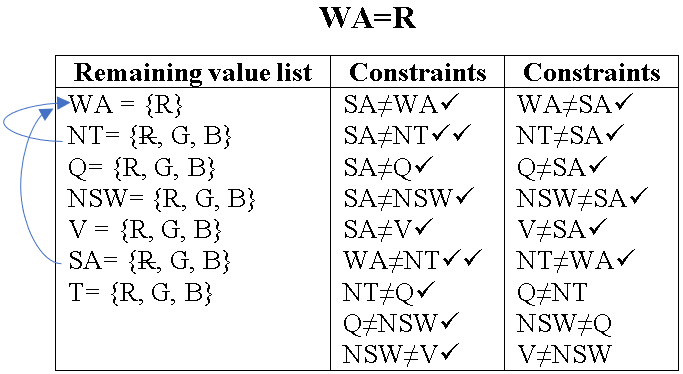 WA=R
Remaining value list Constraints Constraints
WA = {R} SA≠WA✓ WA≠SA✓
NT= {R, G, B} SA≠NT✓✓ NT≠SA✓
Q= {R, G, B} SA≠Q✓ Q≠SA✓
NSW= {R, G, B} SA≠NSW✓ NSW≠SA✓
V = {R, G, B} SA≠V✓ V≠SA✓
SA= {R, G, B} WA≠NT✓✓ NT≠WA✓
T= {R, G, B} NT≠Q✓ Q≠NT
Q≠NSW✓ NSW≠Q
NSW≠V✓ V≠NSW